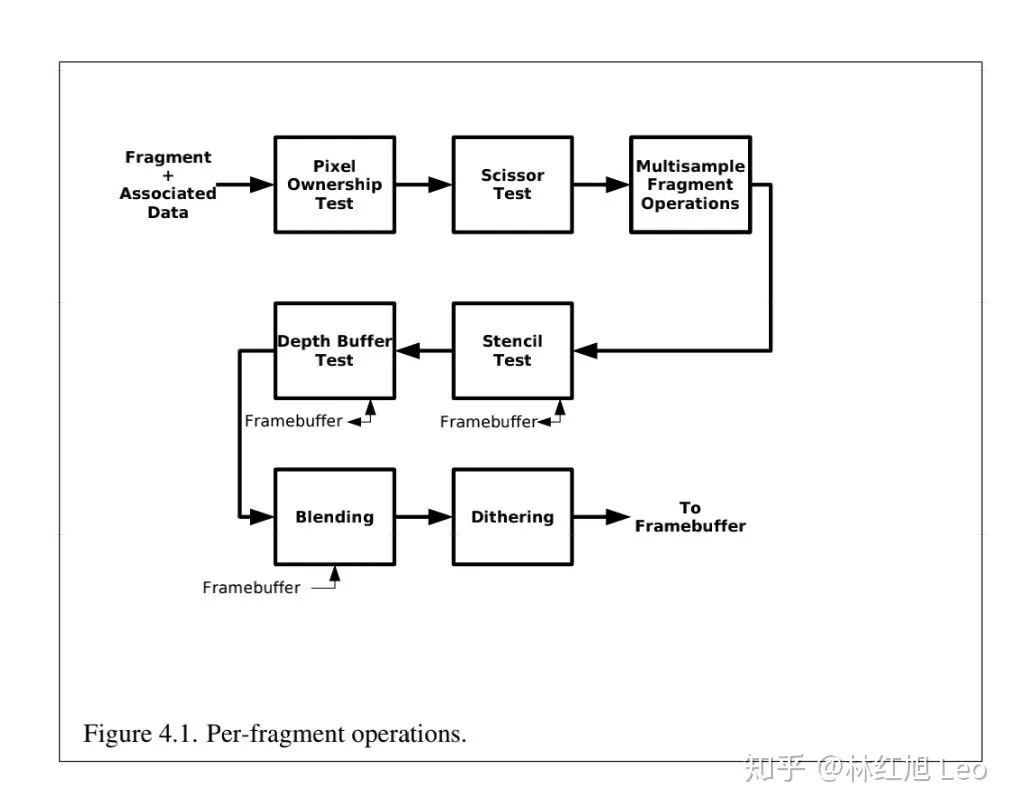 Fragment
+
Associated
Data
Pixel
Ownership
Test
Scissor
Test
Multisample
Fragment
Operations
Depth Buffer
Test
Stencil
Test
Framebuffer
Framebuffer
Blending
Dithering
To
Framebuffer
Framebuffer
Figure 4.1. Per-fragment operations.
知乎 @林红旭 Leo